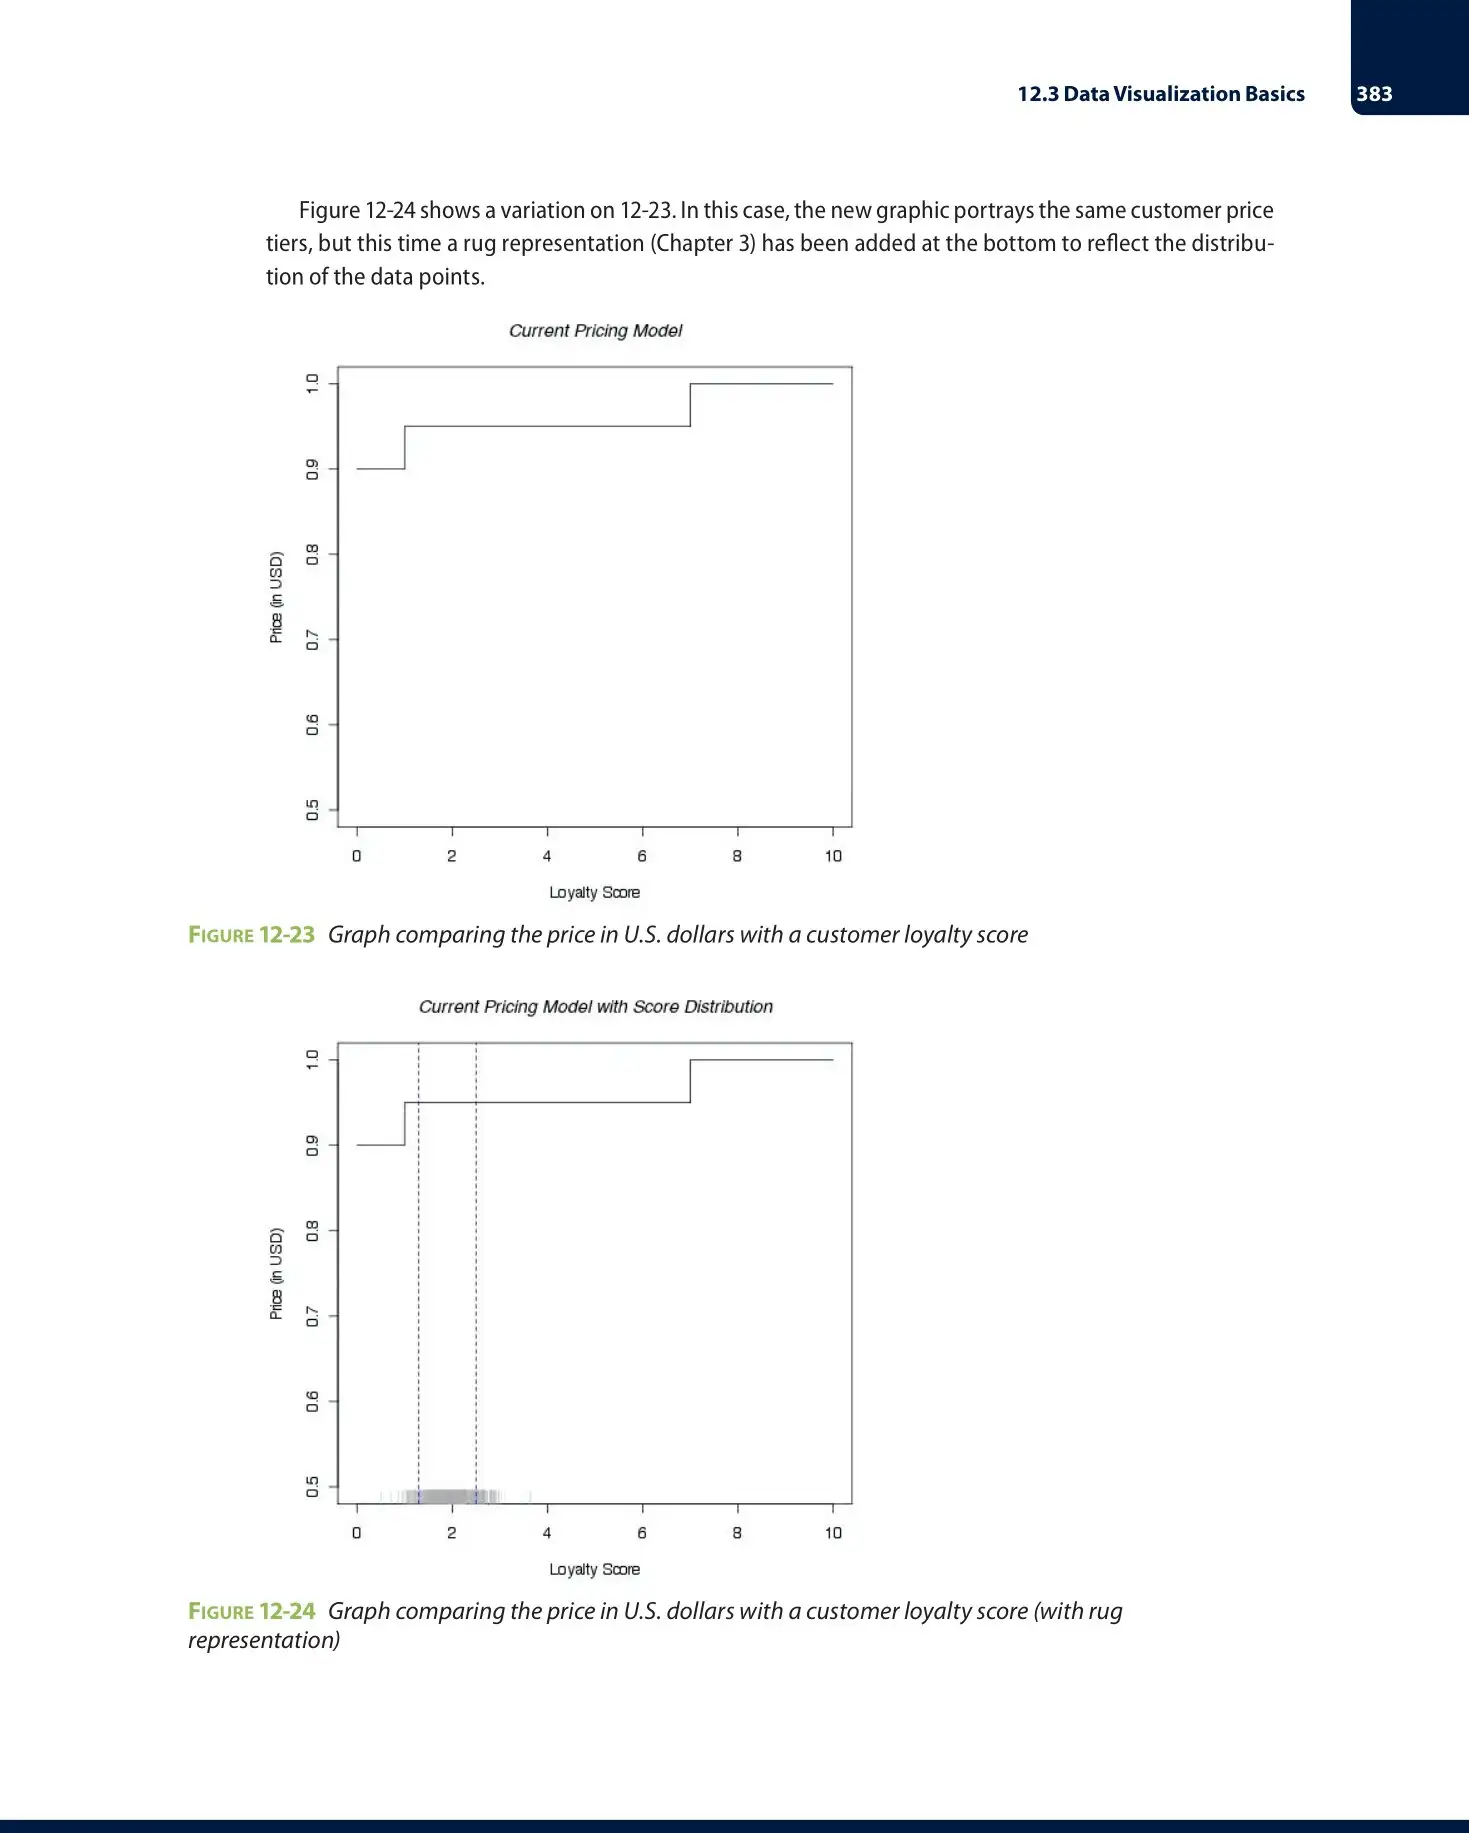 12.3 Data Visualization Basics 383
Figure 12-24 shows a variation on 12-23. In this case, the new graphic portrays the same customer price
tiers, but this time a rug representation (Chapter 3) has been added at the bottom to reflect the distribu-
tion of the data points.
Current Pricing Model
1.0
0.9
0.8
0.7
0.6
0.5
Price (in USD)
0 2 4 6 8 10
Loyalty Score
FIGURE 12-23 Graph comparing the price in U.S. dollars with a customer loyalty score
Current Pricing Model with Score Distribution
1.0
0.9
0.8
0.7
0.6
0.5
Price (in USD)
0 2 4 6 8 10
Loyalty Score
FIGURE 12-24 Graph comparing the price in U.S. dollars with a customer loyalty score (with rug
representation)